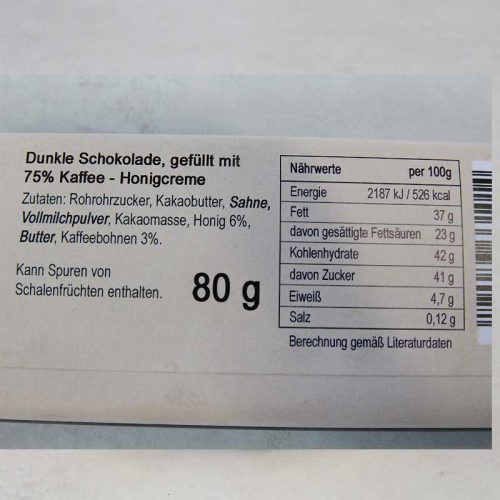 Dunkle Schokolade, gefüllt mit
75% Kaffee - Honigcreme
Zutaten: Rohrohrzucker, Kakaobutter, Sahne,
Vollmilchpulver, Kakaomasse, Honig 6%,
Butter, Kaffeebohnen 3%.
Kann Spuren von
Schalenfrüchten enthalten.
80 g
Nährwerte per 100g
Energie 2187 kJ / 526 kcal
Fett 37 g
davon gesättigte Fettsäuren 23 g
Kohlenhydrate 42 g
davon Zucker 41 g
Eiweiß 4,7 g
Salz 0,12 g
Berechnung gemäß Literaturdaten